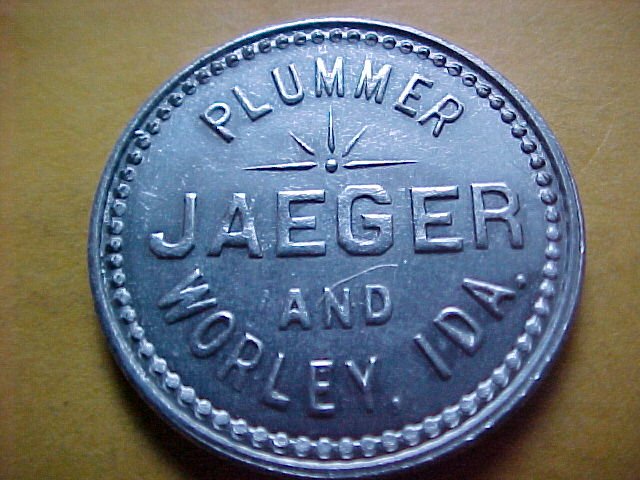 PLUMMER
JAEGER
AND
WORLEY, IDA.